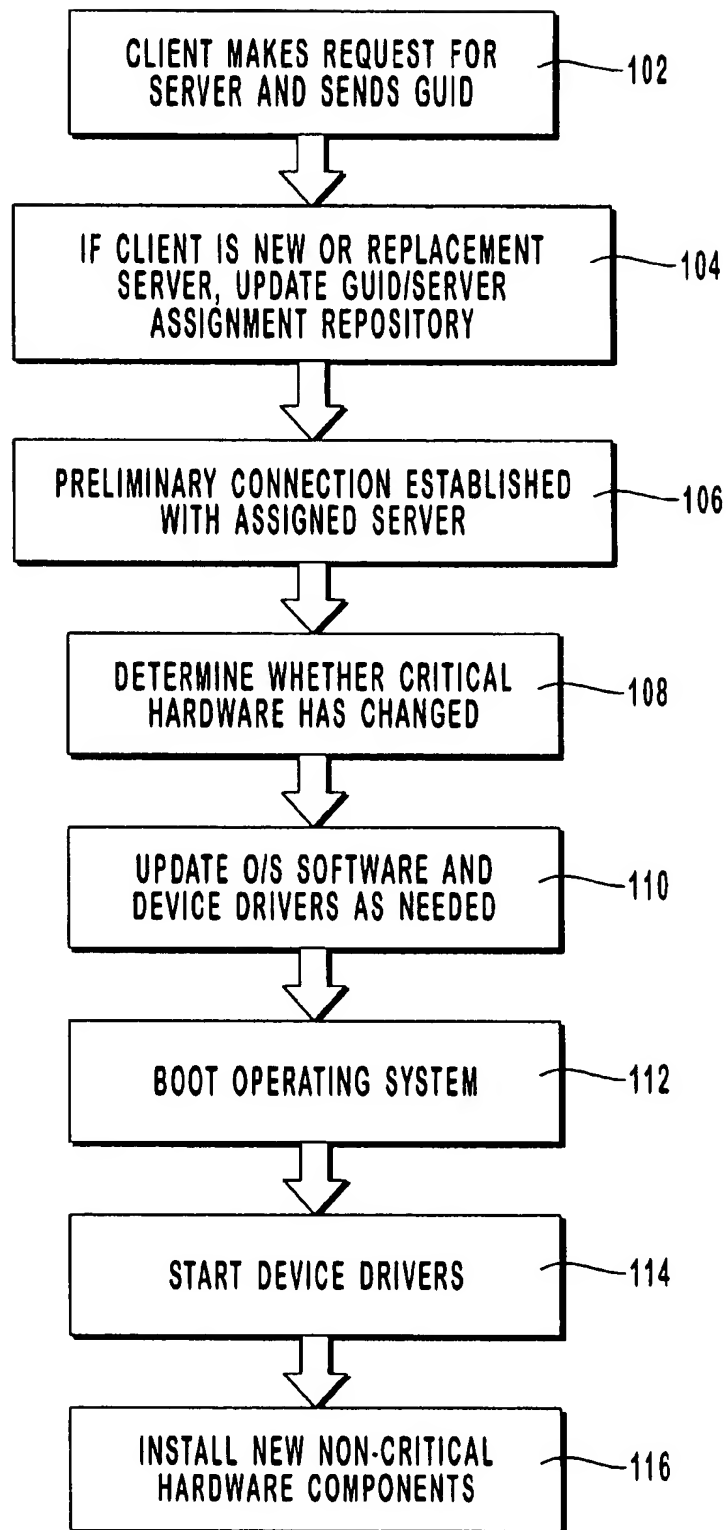 CLIENT MAKES REQUEST FOR
SERVER AND SENDS GUID
102
IF CLIENT IS NEW OR REPLACEMENT
SERVER, UPDATE GUID/SERVER
ASSIGNMENT REPOSITORY
104
PRELIMINARY CONNECTION ESTABLISHED
WITH ASSIGNED SERVER
106
DETERMINE WHETHER CRITICAL
HARDWARE HAS CHANGED
108
UPDATE O/S SOFTWARE AND
DEVICE DRIVERS AS NEEDED
110
BOOT OPERATING SYSTEM
112
START DEVICE DRIVERS
114
INSTALL NEW NON-CRITICAL
HARDWARE COMPONENTS
116